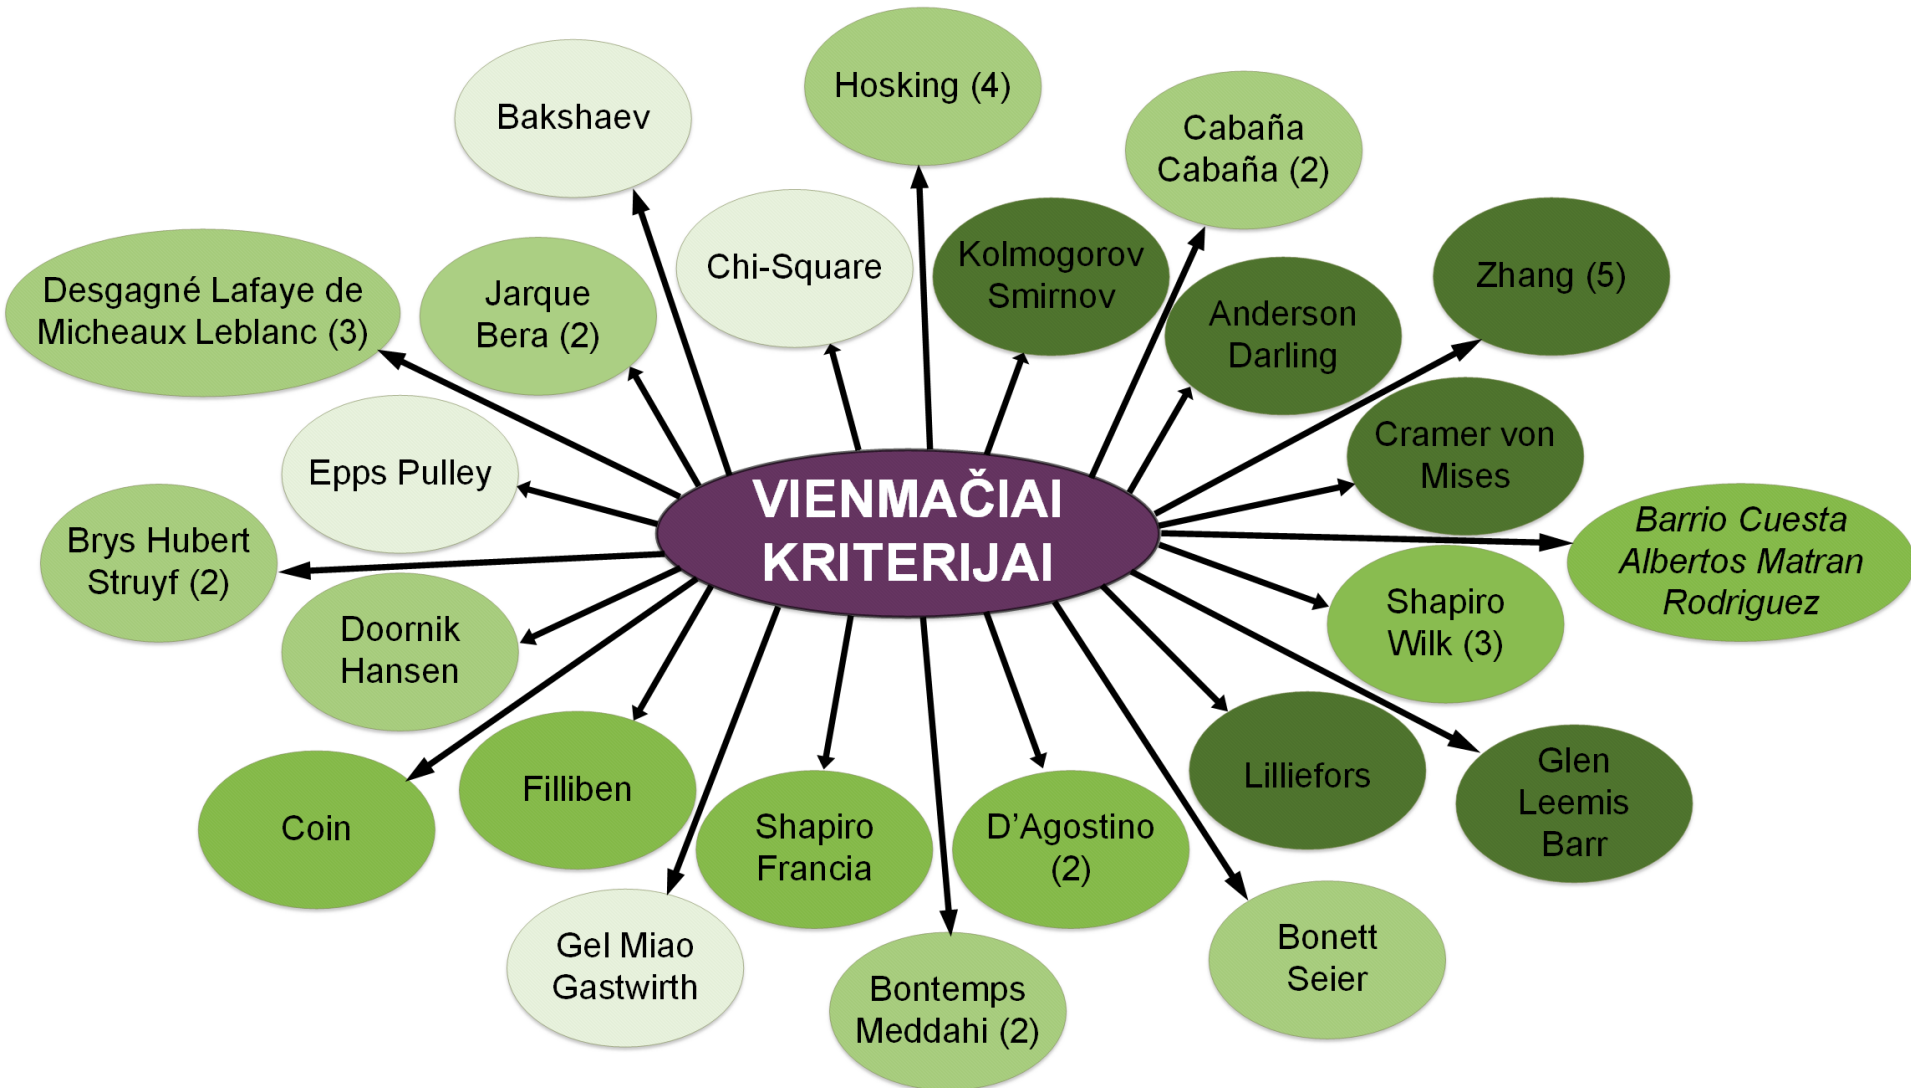 Hosking (4)
Bakshaev
Cabaña
Cabaña (2)
Chi-Square
Kolmogorov
Smirnov
Zhang (5)
Desgagné Lafaye de
Micheaux Leblanc (3)
Jarque
Bera (2)
Anderson
Darling
Cramer von
Mises
Epps Pulley
VIENMAČIAI
KRITERIJAI
Barrio Cuesta
Albertos Matran
Rodriguez
Brys Hubert
Struyf (2)
Shapiro
Wilk (3)
Doornik
Hansen
Coin
Filliben
Shapiro
Francia
D’Agostino
(2)
Lilliefors
Glen
Leemis
Barr
Gel Miao
Gastwirth
Bontemps
Meddahi (2)
Bonett
Seier